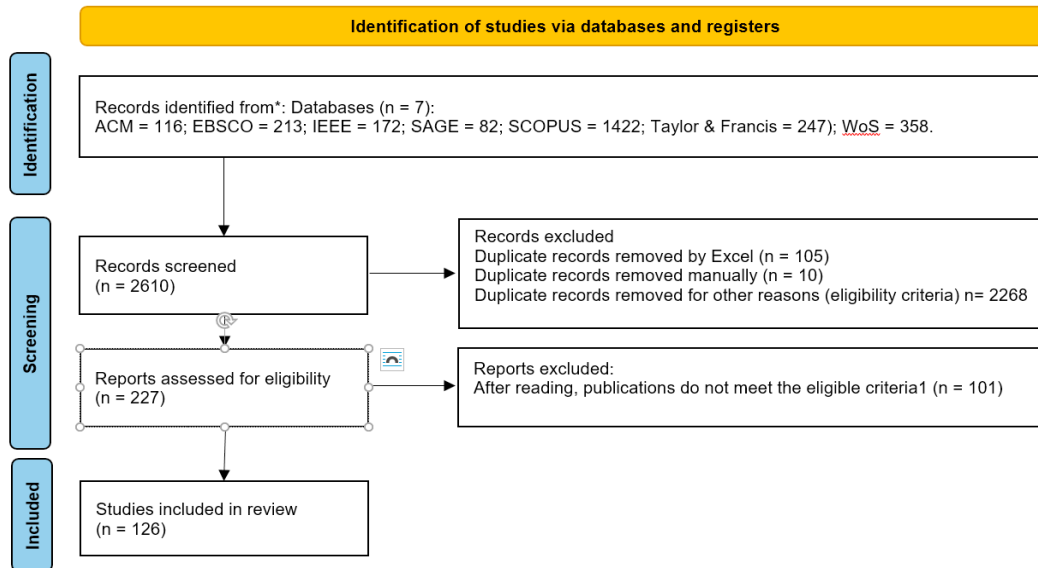 Identification of studies via databases and registers
Identification
Records identified from*: Databases (n = 7):
ACM = 116; EBSCO = 213; IEEE = 172; SAGE = 82; SCOPUS = 1422; Taylor & Francis = 247); WoS = 358.
Screening
Records screened
(n = 2610)
Records excluded
Duplicate records removed by Excel (n = 105)
Duplicate records removed manually (n = 10)
Duplicate records removed for other reasons (eligibility criteria) n= 2268
Reports assessed for eligibility
(n = 227)
Reports excluded:
After reading, publications do not meet the eligible criteria1 (n = 101)
Included
Studies included in review
(n = 126)